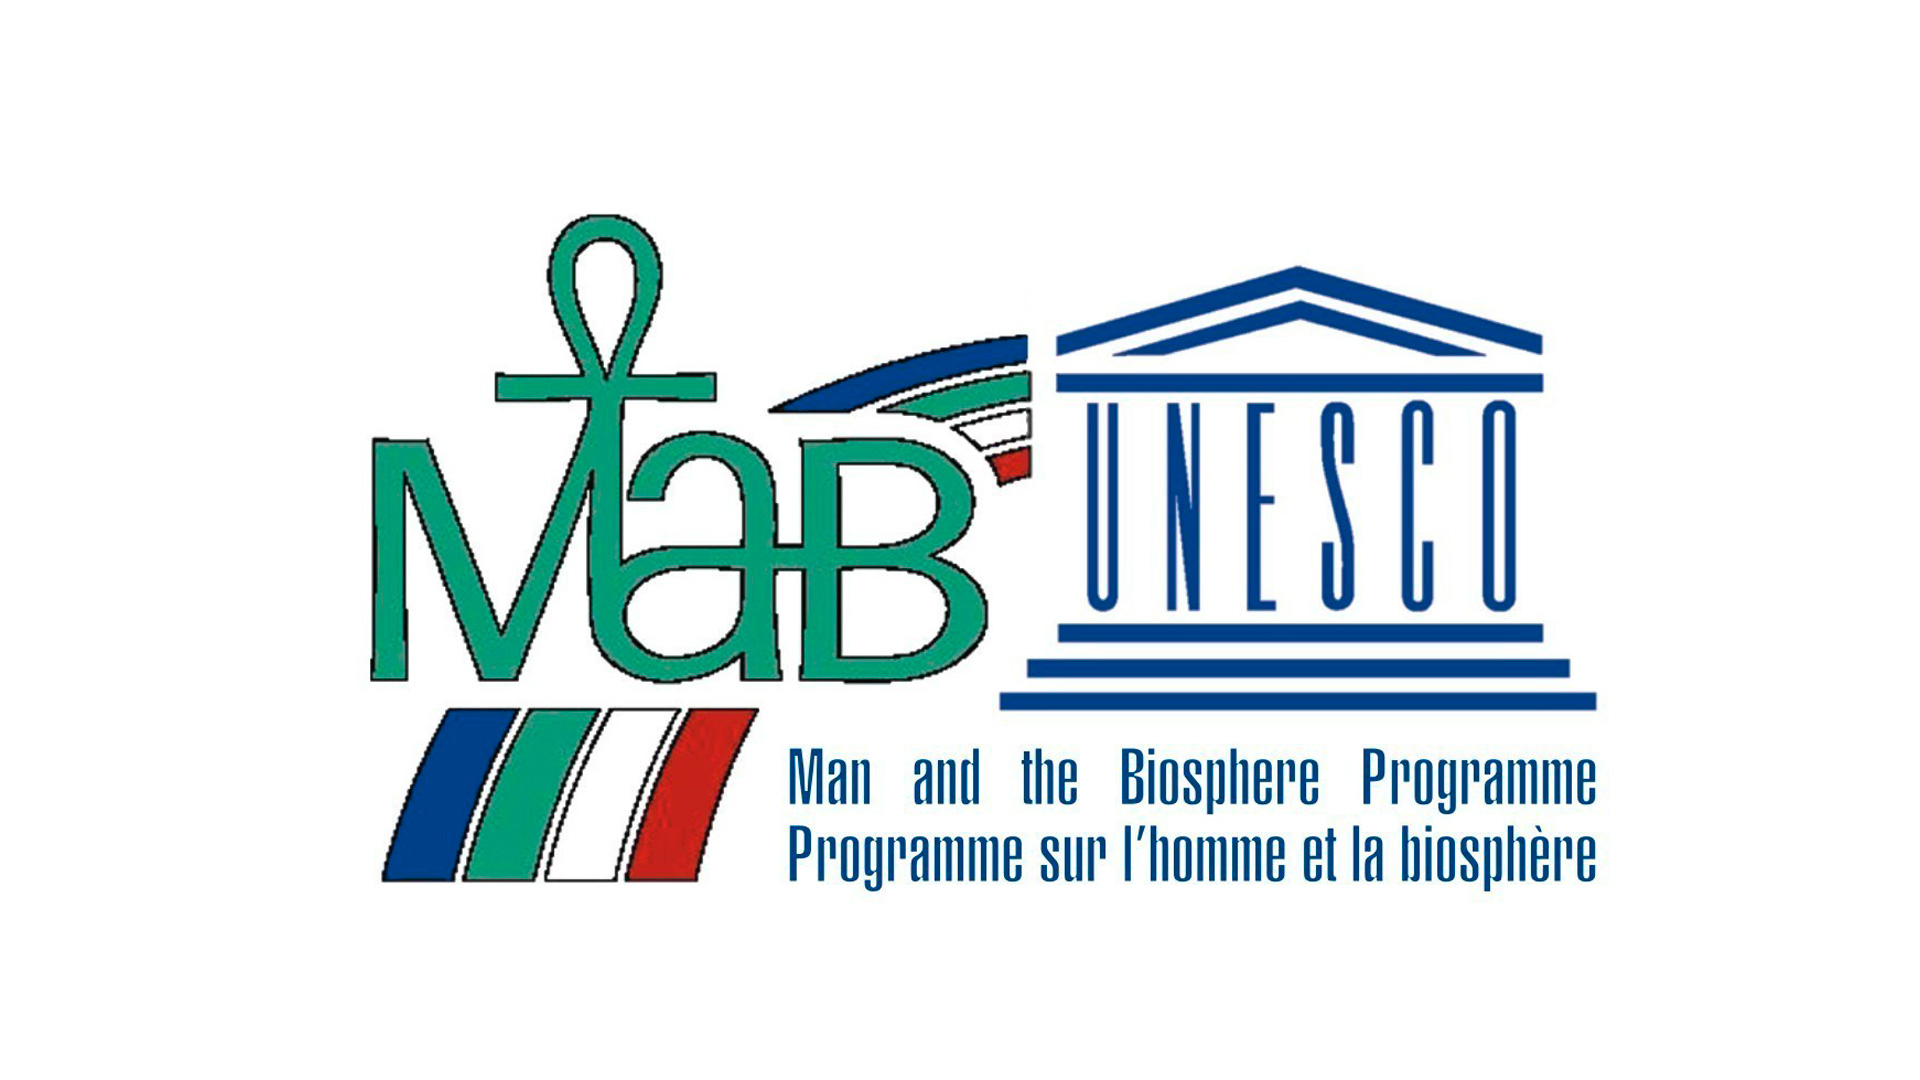 MaB
UNESCO
Man and the Biosphere Programme
Programme sur l'homme et la biosphère